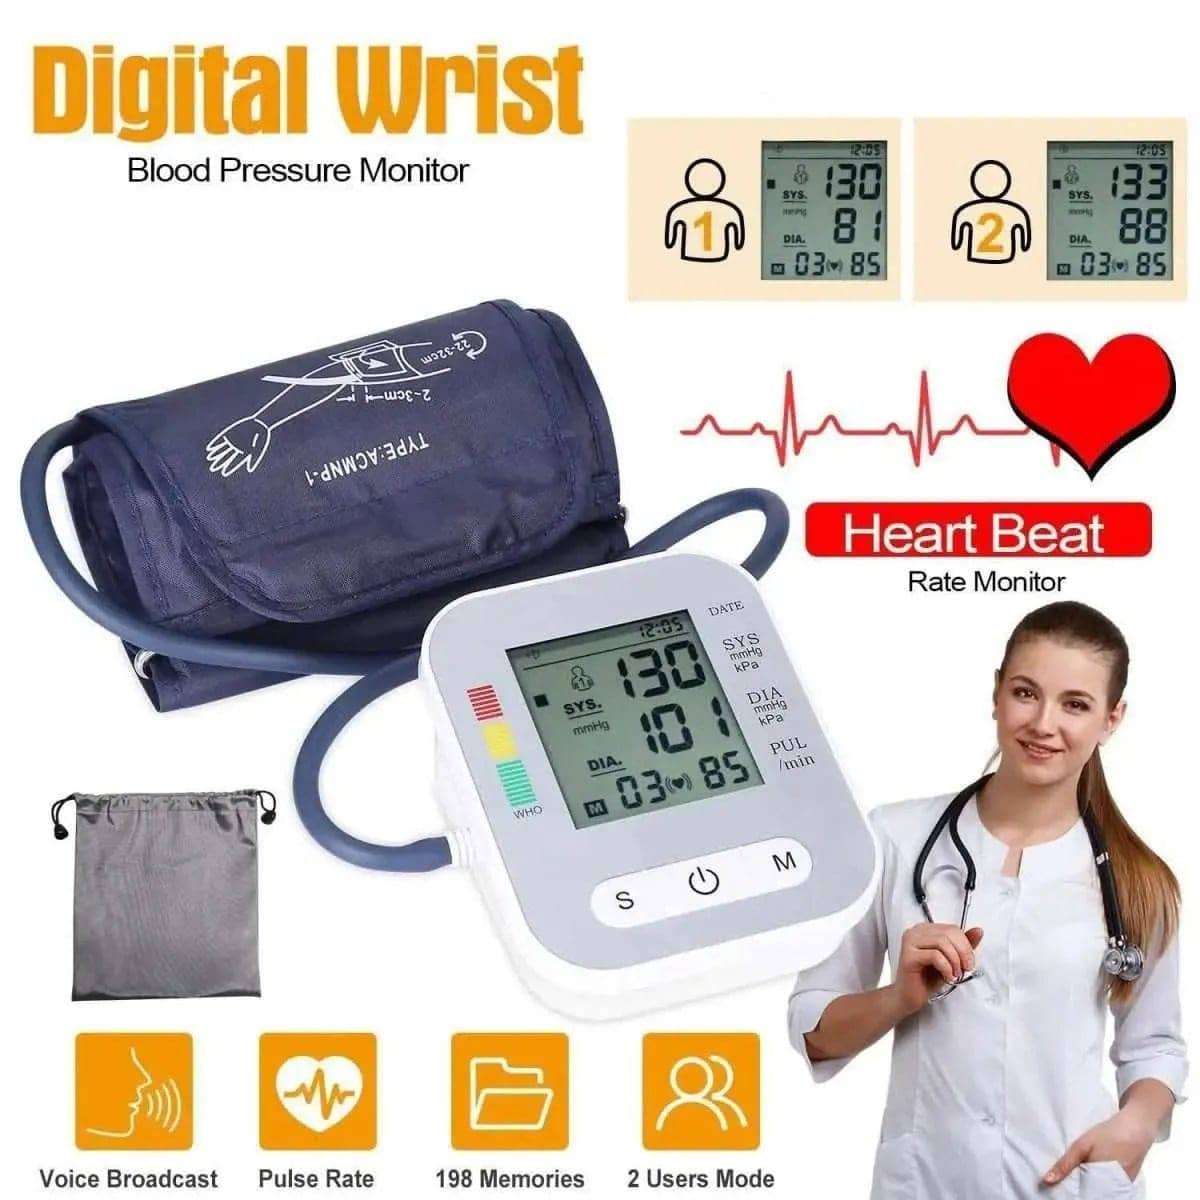 Digital Wrist
Blood Pressure Monitor
1
12:05
SYS.
130
mmHg
81
DIA.
M 03 85
2
12:05
SYS.
133
mmHg
88
DIA.
M 03 85
22-32cm
2-3cm
TYPE:ACMNP-1
Heart Beat
Rate Monitor
12:05
1
130
SYS.
mmHg
101
DIA.
M 03 85
DATE
SYS
mmHg
kPa
DIA
mmHg
kPa
PUL
/min
WHO
S M
Voice Broadcast
Pulse Rate
198 Memories
2 Users Mode